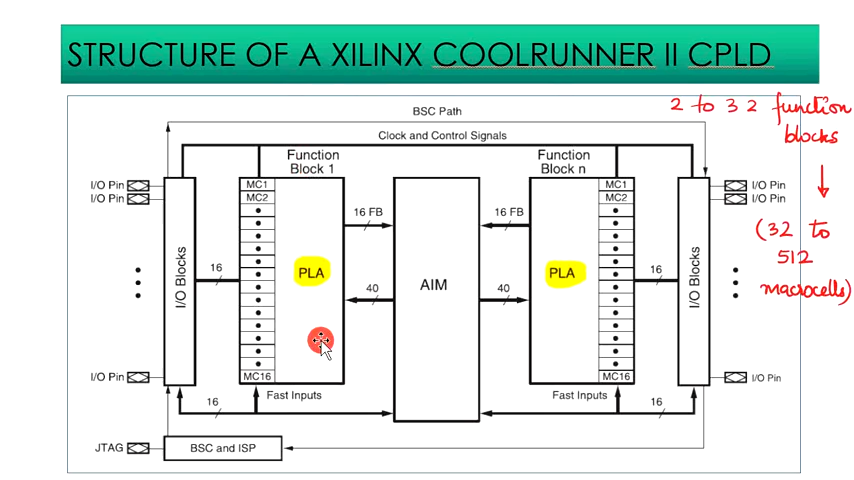 STRUCTURE OF A XILINX COOLRUNNER II CPLD
BSC Path
2 to 32 function
blocks
(32 to
512
macrocells)
Clock and Control Signals
Function
Block 1
Function
Block n
I/O Pin
I/O Pin
I/O Pin
I/O Blocks
16
MC1
MC2
MC16
PLA
16 FB
40
AIM
16 FB
40
PLA
MC1
MC2
MC16
16
I/O Blocks
I/O Pin
I/O Pin
I/O Pin
16
Fast Inputs
Fast Inputs
16
JTAG
BSC and ISP